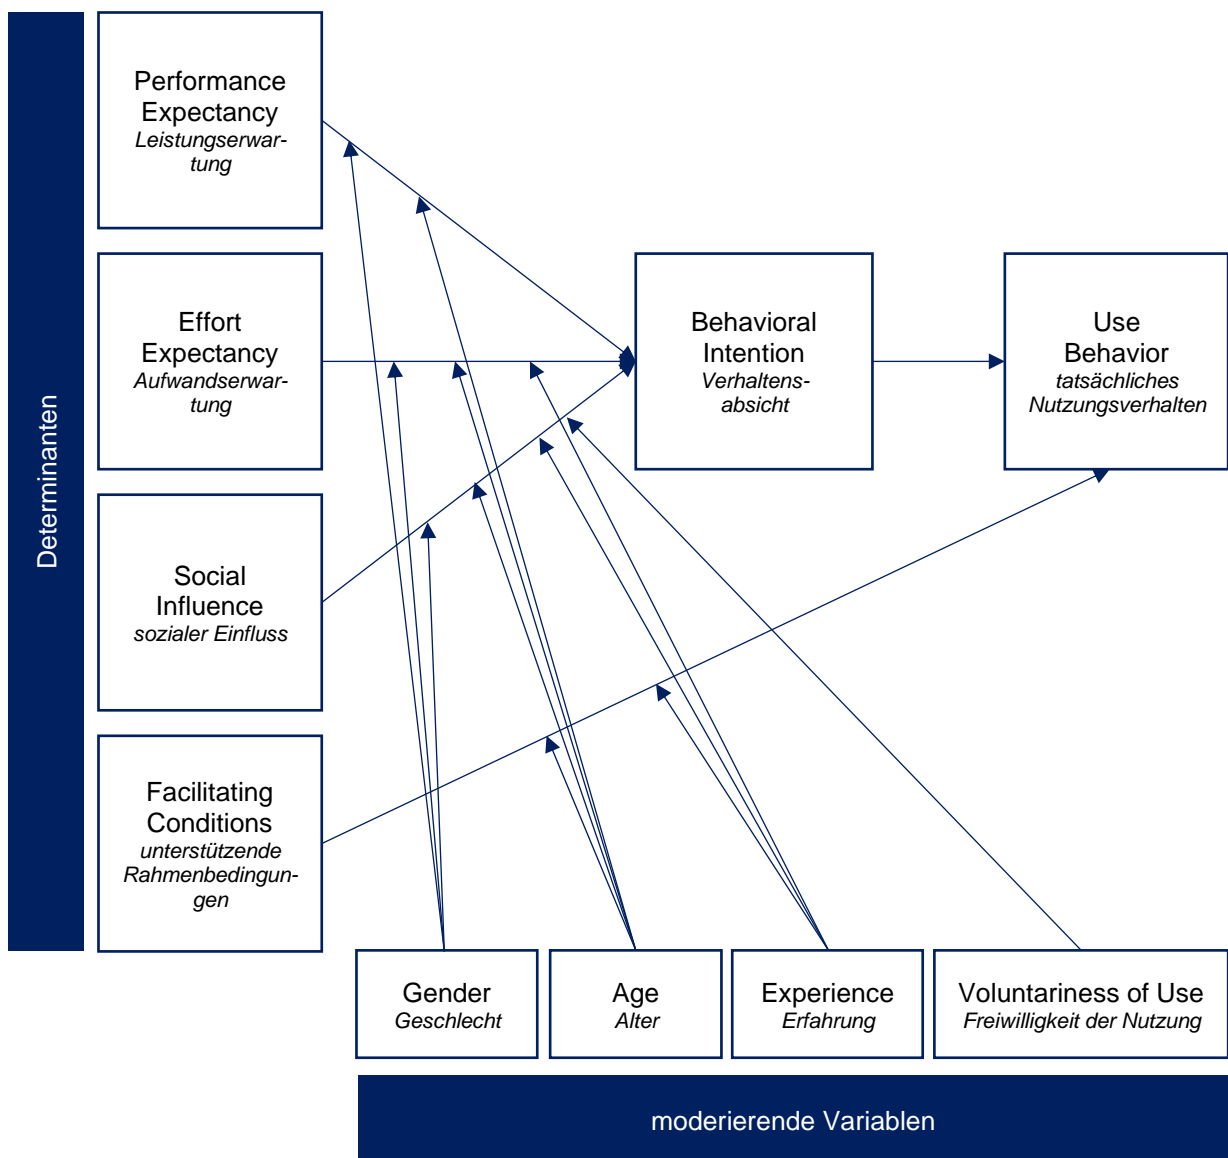 Determinanten
Performance
Expectancy
Leistungserwar-
tung
Effort
Expectancy
Aufwandserwar-
tung
Behavioral
Intention
Verhaltens-
absicht
Use
Behavior
tatsächliches
Nutzungsverhalten
Social
Influence
sozialer Einfluss
Facilitating
Conditions
unterstützende
Rahmenbedingun-
gen
Gender
Geschlecht
Age
Alter
Experience
Erfahrung
Voluntariness of Use
Freiwilligkeit der Nutzung
moderierende Variablen